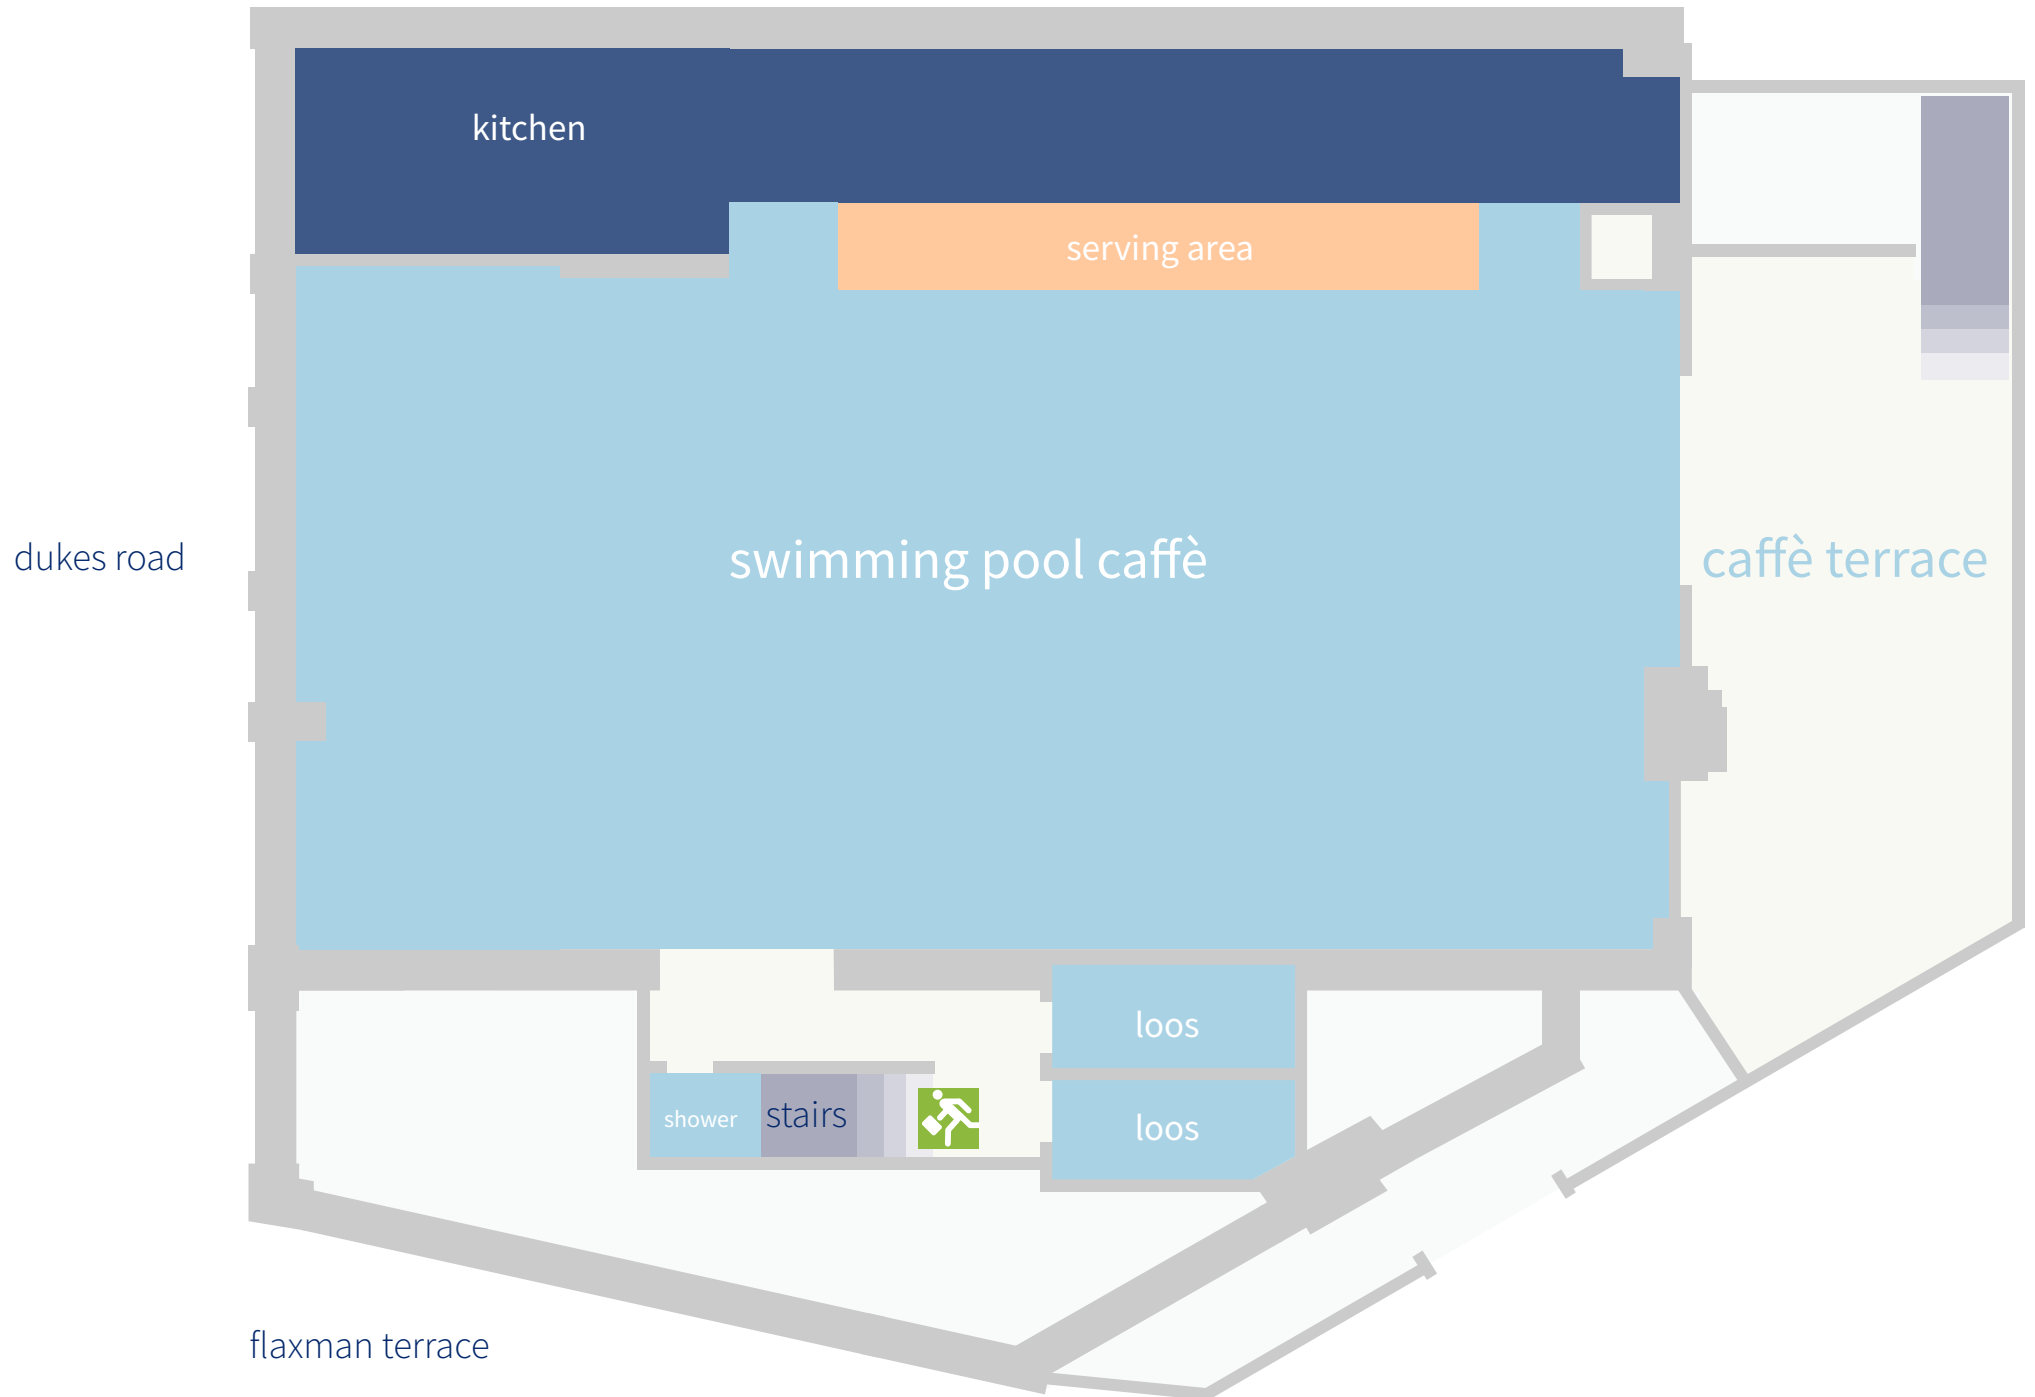 kitchen
serving area
dukes road
swimming pool caffè
caffè terrace
loos
shower
stairs
loos
flaxman terrace